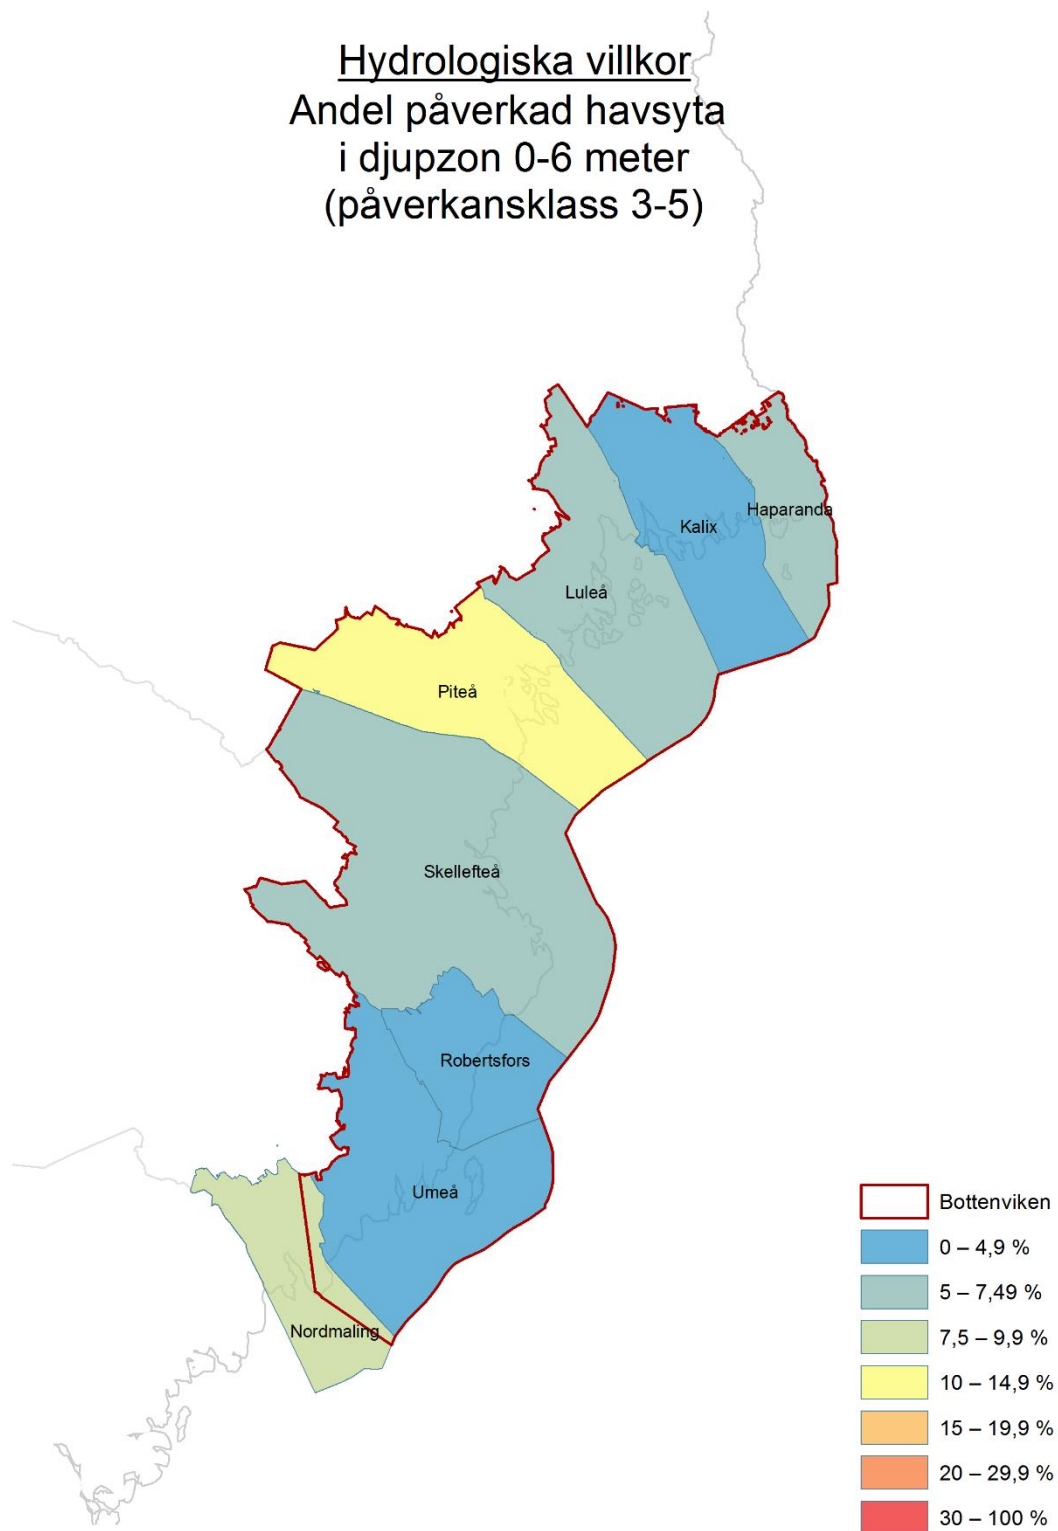 Hydrologiska villkor
Andel påverkad havsyta
i djupzon 0-6 meter
(påverkansklass 3-5)
Haparanda
Kalix
Luleå
Piteå
Skellefteå
Robertsfors
Umeå
Nordmaling
Bottenviken
0 – 4,9 %
5 – 7,49 %
7,5 – 9,9 %
10 – 14,9 %
15 – 19,9 %
20 – 29,9 %
30 – 100 %